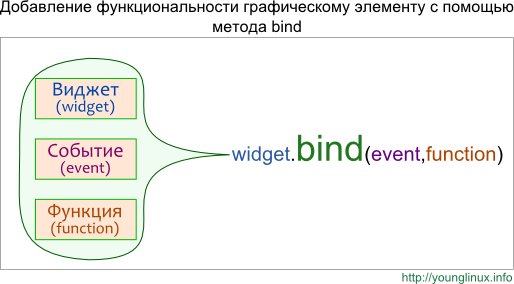 Добавление функциональности графическому элементу с помощью
метода bind
Виджет
(widget)
Событие
(event)
Функция
(function)
widget.bind(event,function)
http://younglinux.info